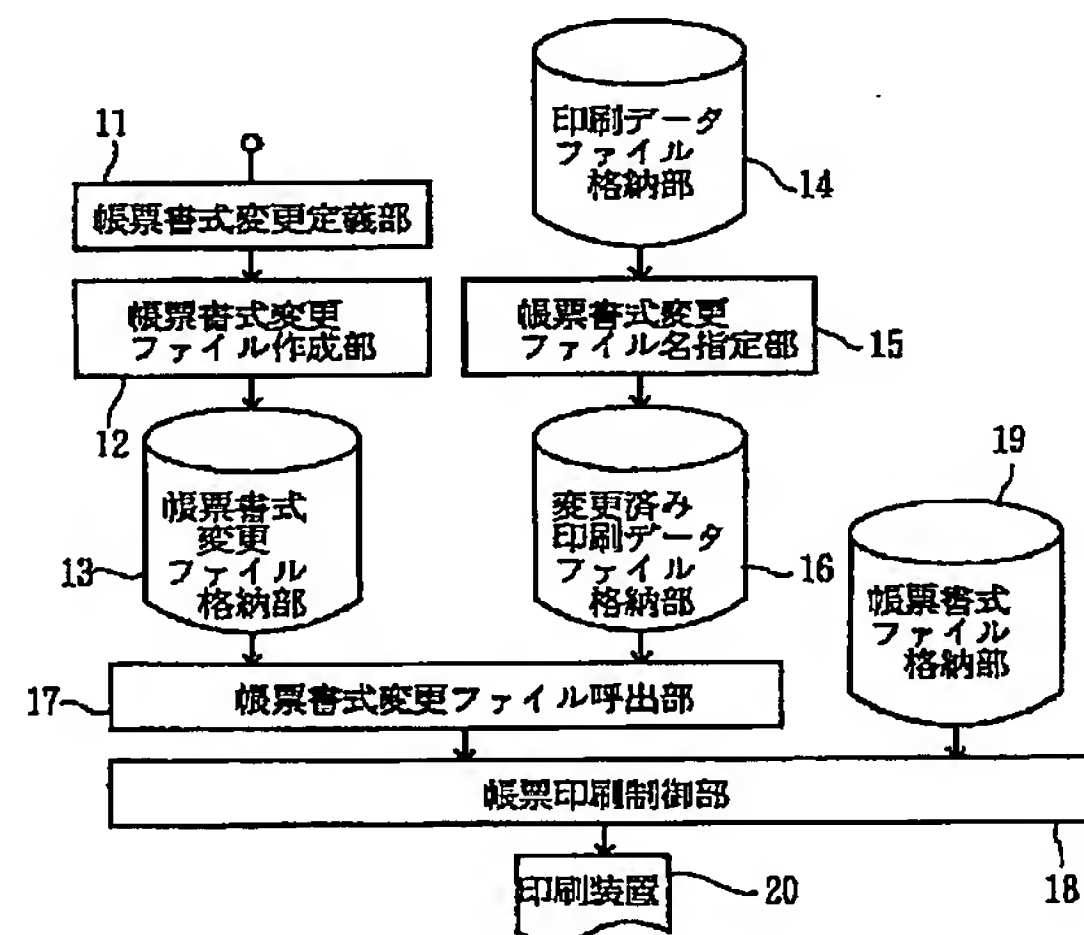 11
帳票書式変更定義部
帳票書式変更
ファイル作成部
12
帳票書式
変更
ファイル
格納部
13
印刷データ
ファイル
格納部
14
帳票書式変更
ファイル名指定部
15
変更済み
印刷データ
ファイル
格納部
16
19
帳票書式
ファイル
格納部
17
帳票書式変更ファイル呼出部
帳票印刷制御部
18
印刷装置
20